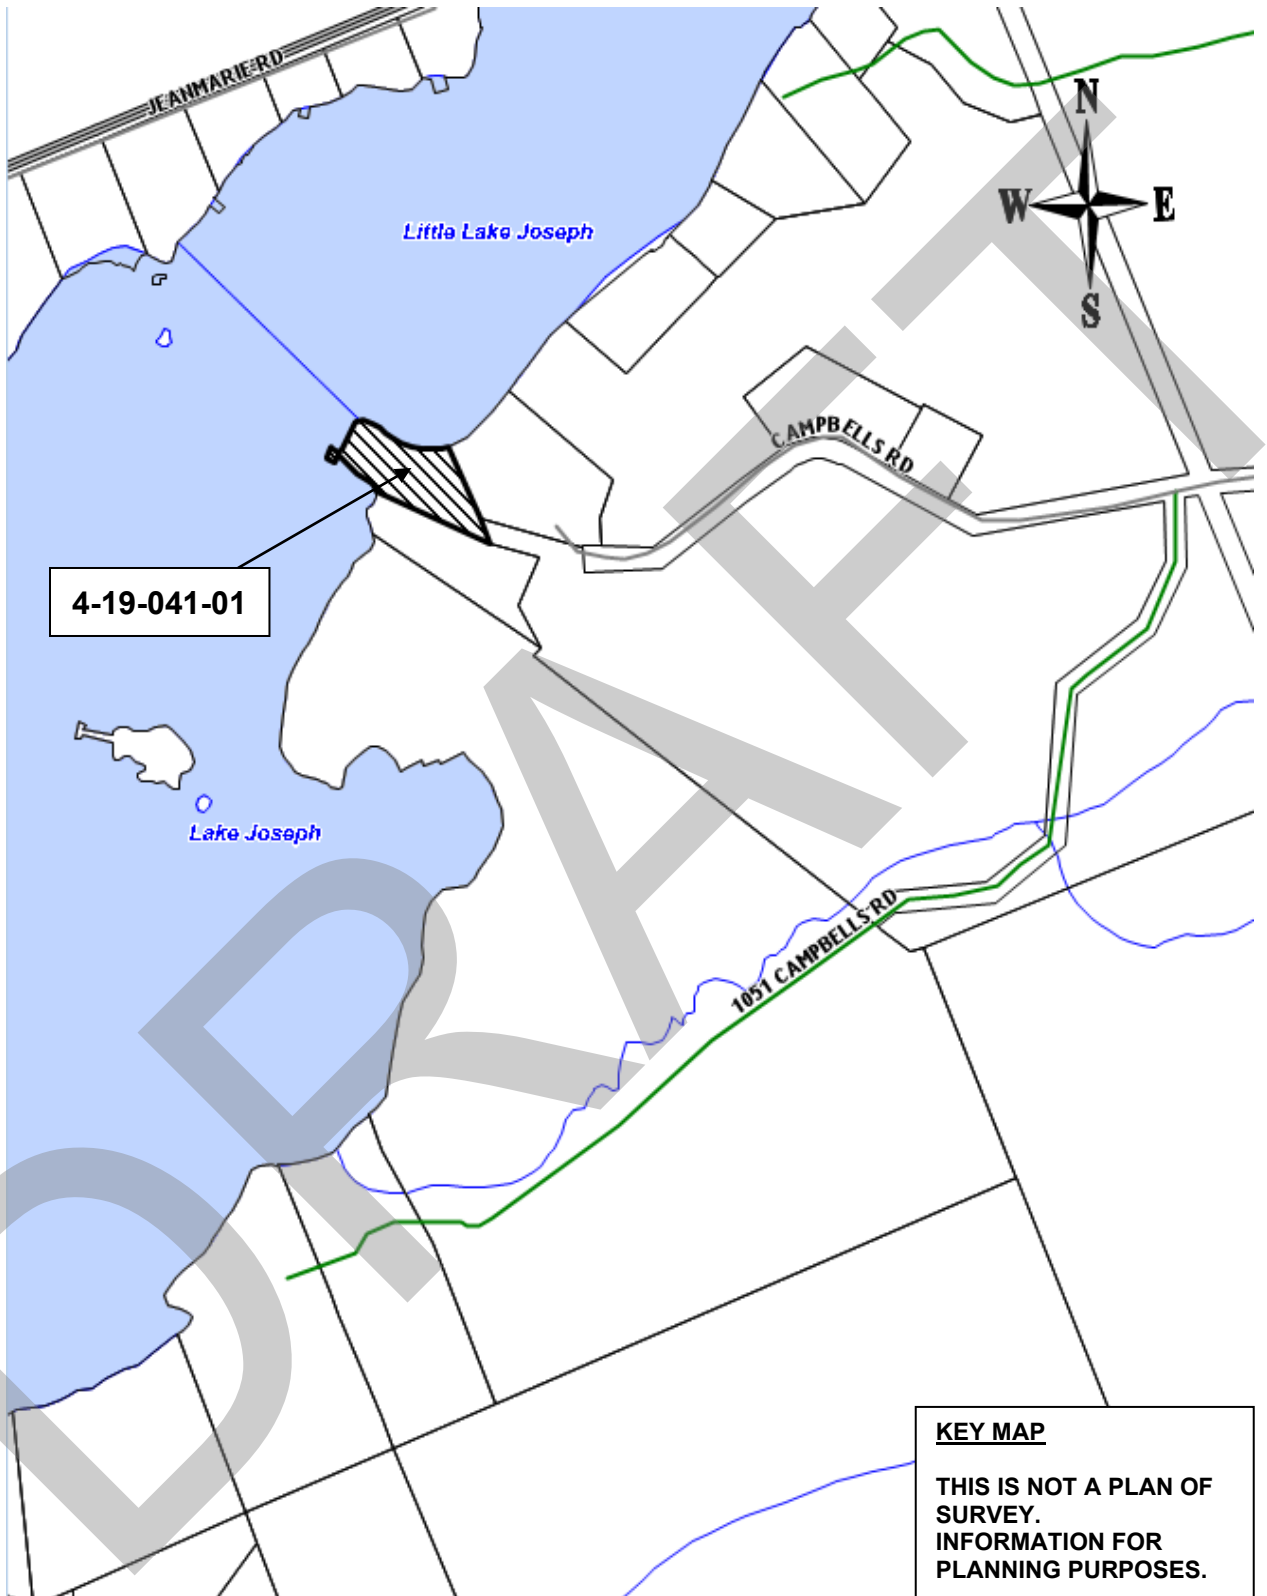 JEANMARIE RD
N
W E
S
Little Lake Joseph
CAMPBELLS RD
4-19-041-01
Lake Joseph
1051 CAMPBELLS RD
DRAFT
KEY MAP
THIS IS NOT A PLAN OF
SURVEY.
INFORMATION FOR
PLANNING PURPOSES.